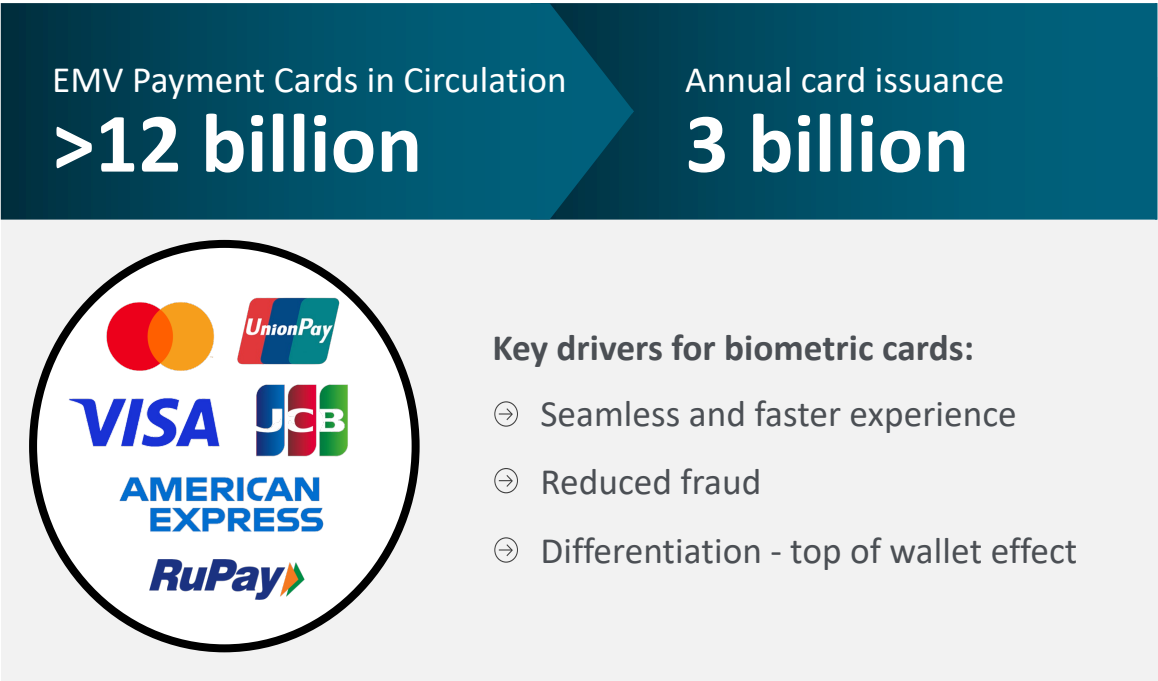 EMV Payment Cards in Circulation
>12 billion
Annual card issuance
3 billion
UnionPay
VISA
JCB
AMERICAN
EXPRESS
RuPay
Key drivers for biometric cards:
Seamless and faster experience
Reduced fraud
Differentiation - top of wallet effect